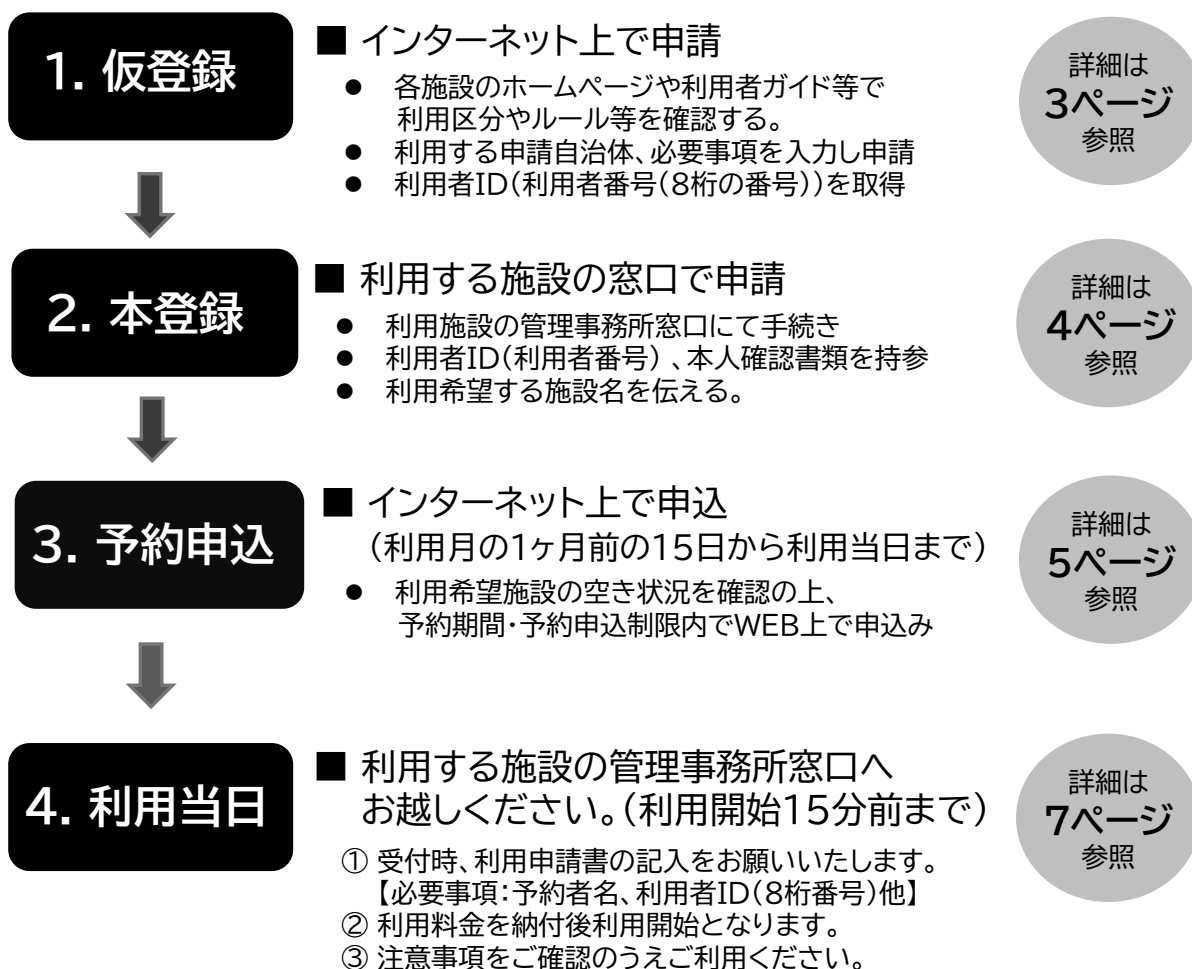 1. 仮登録
■ インターネット上で申請
● 各施設のホームページや利用者ガイド等で
利用区分やルール等を確認する。
● 利用する申請自治体、必要事項を入力し申請
● 利用者ID(利用者番号(8桁の番号))を取得
詳細は
3ページ
参照
2. 本登録
■ 利用する施設の窓口で申請
● 利用施設の管理事務所窓口にて手続き
● 利用者ID(利用者番号) 、本人確認書類を持参
● 利用希望する施設名を伝える。
詳細は
4ページ
参照
3. 予約申込
■ インターネット上で申込
(利用月の1ヶ月前の15日から利用当日まで)
● 利用希望施設の空き状況を確認の上、
予約期間・予約申込制限内でWEB上で申込み
詳細は
5ページ
参照
4. 利用当日
■ 利用する施設の管理事務所窓口へ
お越しください。(利用開始15分前まで)
① 受付時、利用申請書の記入をお願いいたします。
【必要事項:予約者名、利用者ID(8桁番号)他】
② 利用料金を納付後利用開始となります。
③ 注意事項をご確認のうえご利用ください。
詳細は
7ページ
参照